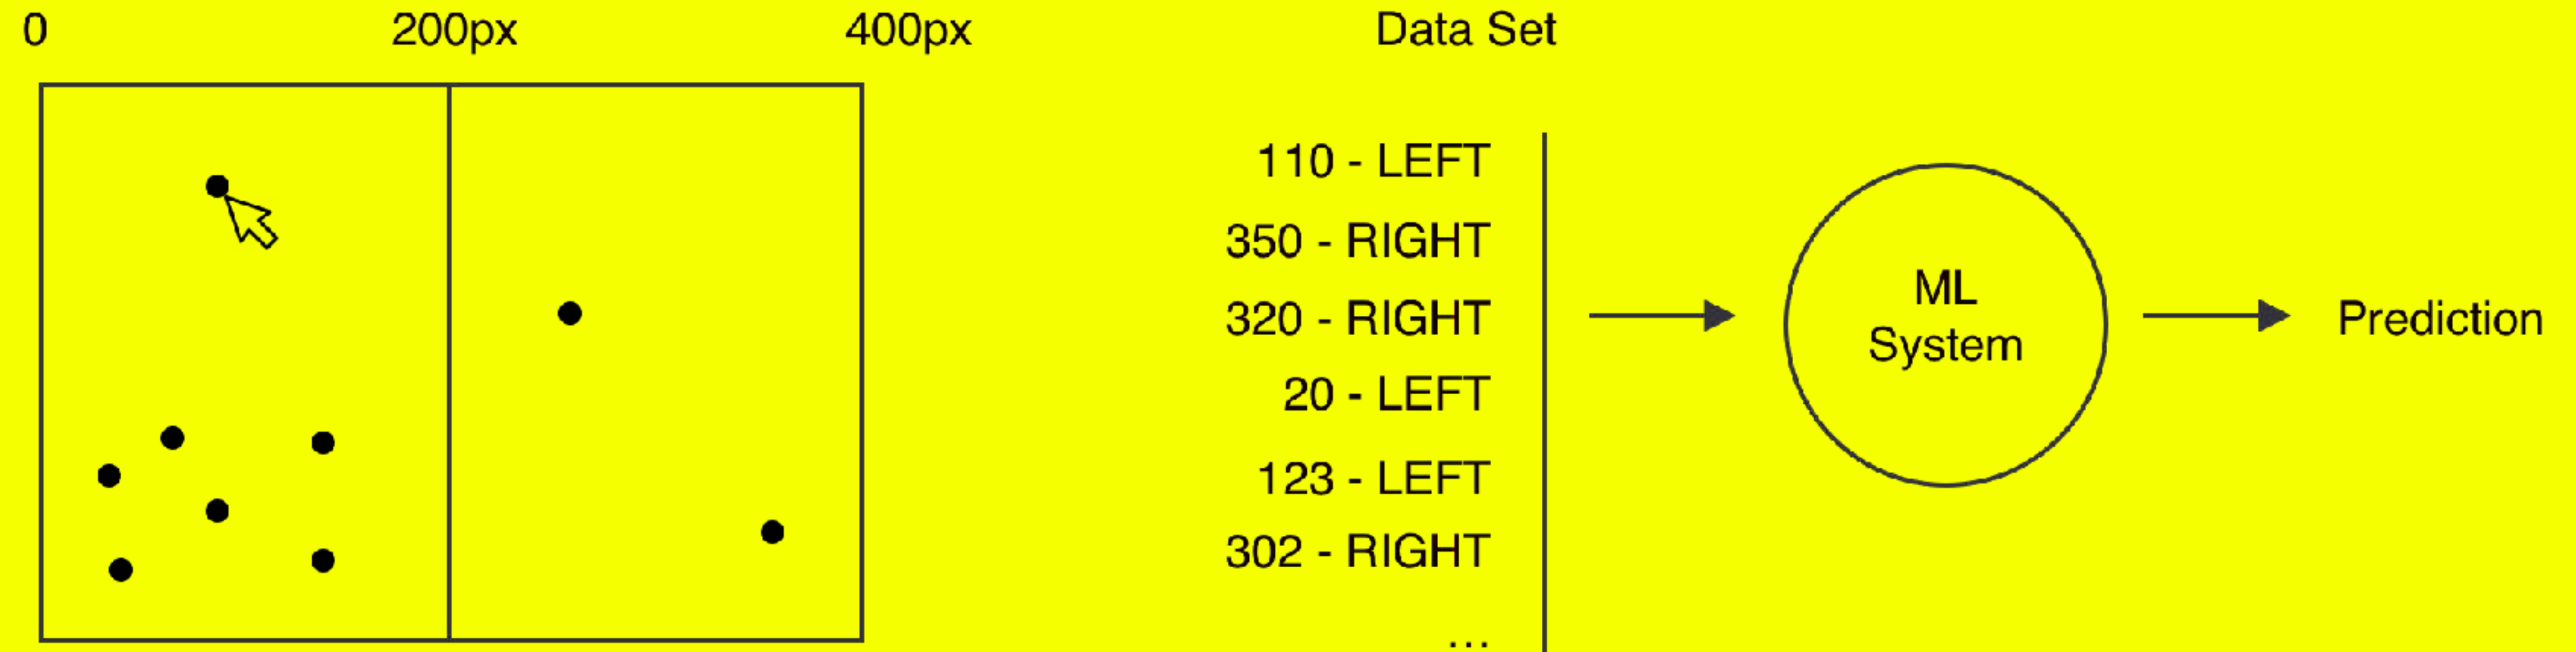 0
200px
400px
Data Set
110 - LEFT
350 - RIGHT
320 - RIGHT
20 - LEFT
123 - LEFT
302 - RIGHT
...
ML
System
Prediction